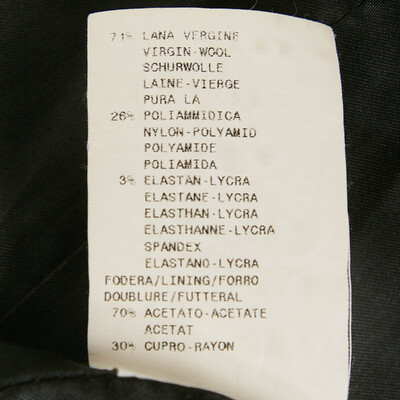 71% LANA VERGINE
VIRGIN-WOOL
SCHURWOLLE
LAINE-VIERGE
PURA LA
26% POLIAMMIDICA
NYLON-POLYAMID
POLYAMIDE
POLIAMIDA
3% ELASTAN-LYCRA
ELASTANE-LYCRA
ELASTHAN-LYCRA
ELASTHANNE-LYCRA
SPANDEX
ELASTANO-LYCRA
FODERA/LINING/FORRO
DOUBLURE/FUTTERAL
70% ACETATO-ACETATE
ACETAT
30% CUPRO-RAYON